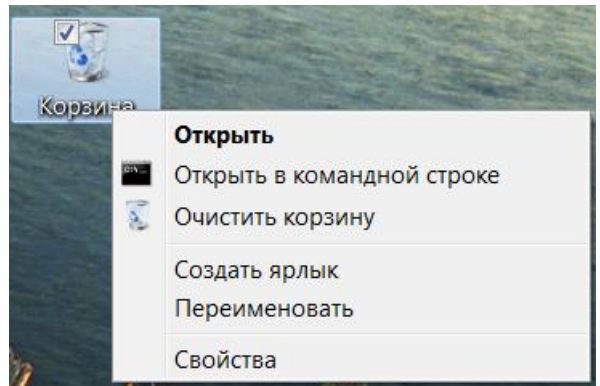 Корзина
Открыть
Открыть в командной строке
Очистить корзину
Создать ярлык
Переименовать
Свойства